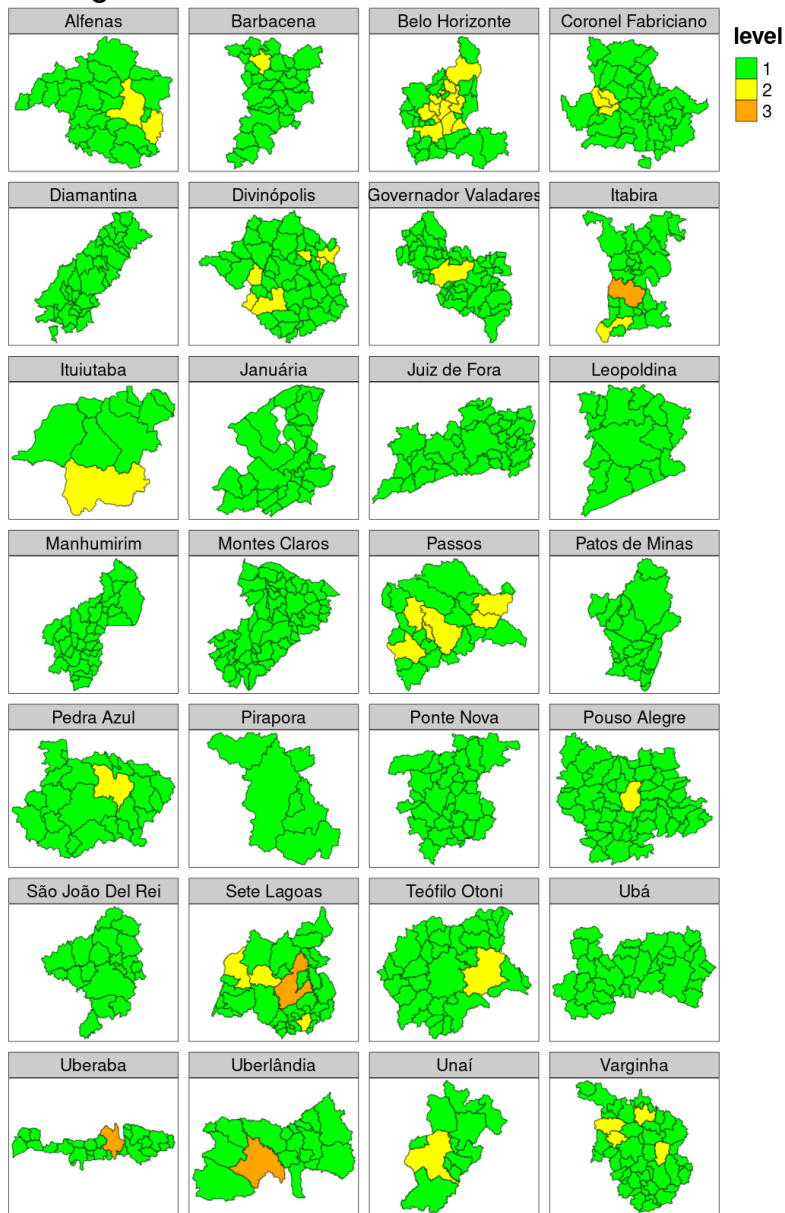 Alfenas Barbacena Belo Horizonte Coronel Fabriciano
level
1
2
3
Diamantina Divinópolis Governador Valadares Itabira
Ituiutaba Januária Juiz de Fora Leopoldina
Manhumirim Montes Claros Passos Patos de Minas
Pedra Azul Pirapora Ponte Nova Pouso Alegre
São João Del Rei Sete Lagoas Teófilo Otoni Ubá
Uberaba Uberlândia Unaí Varginha